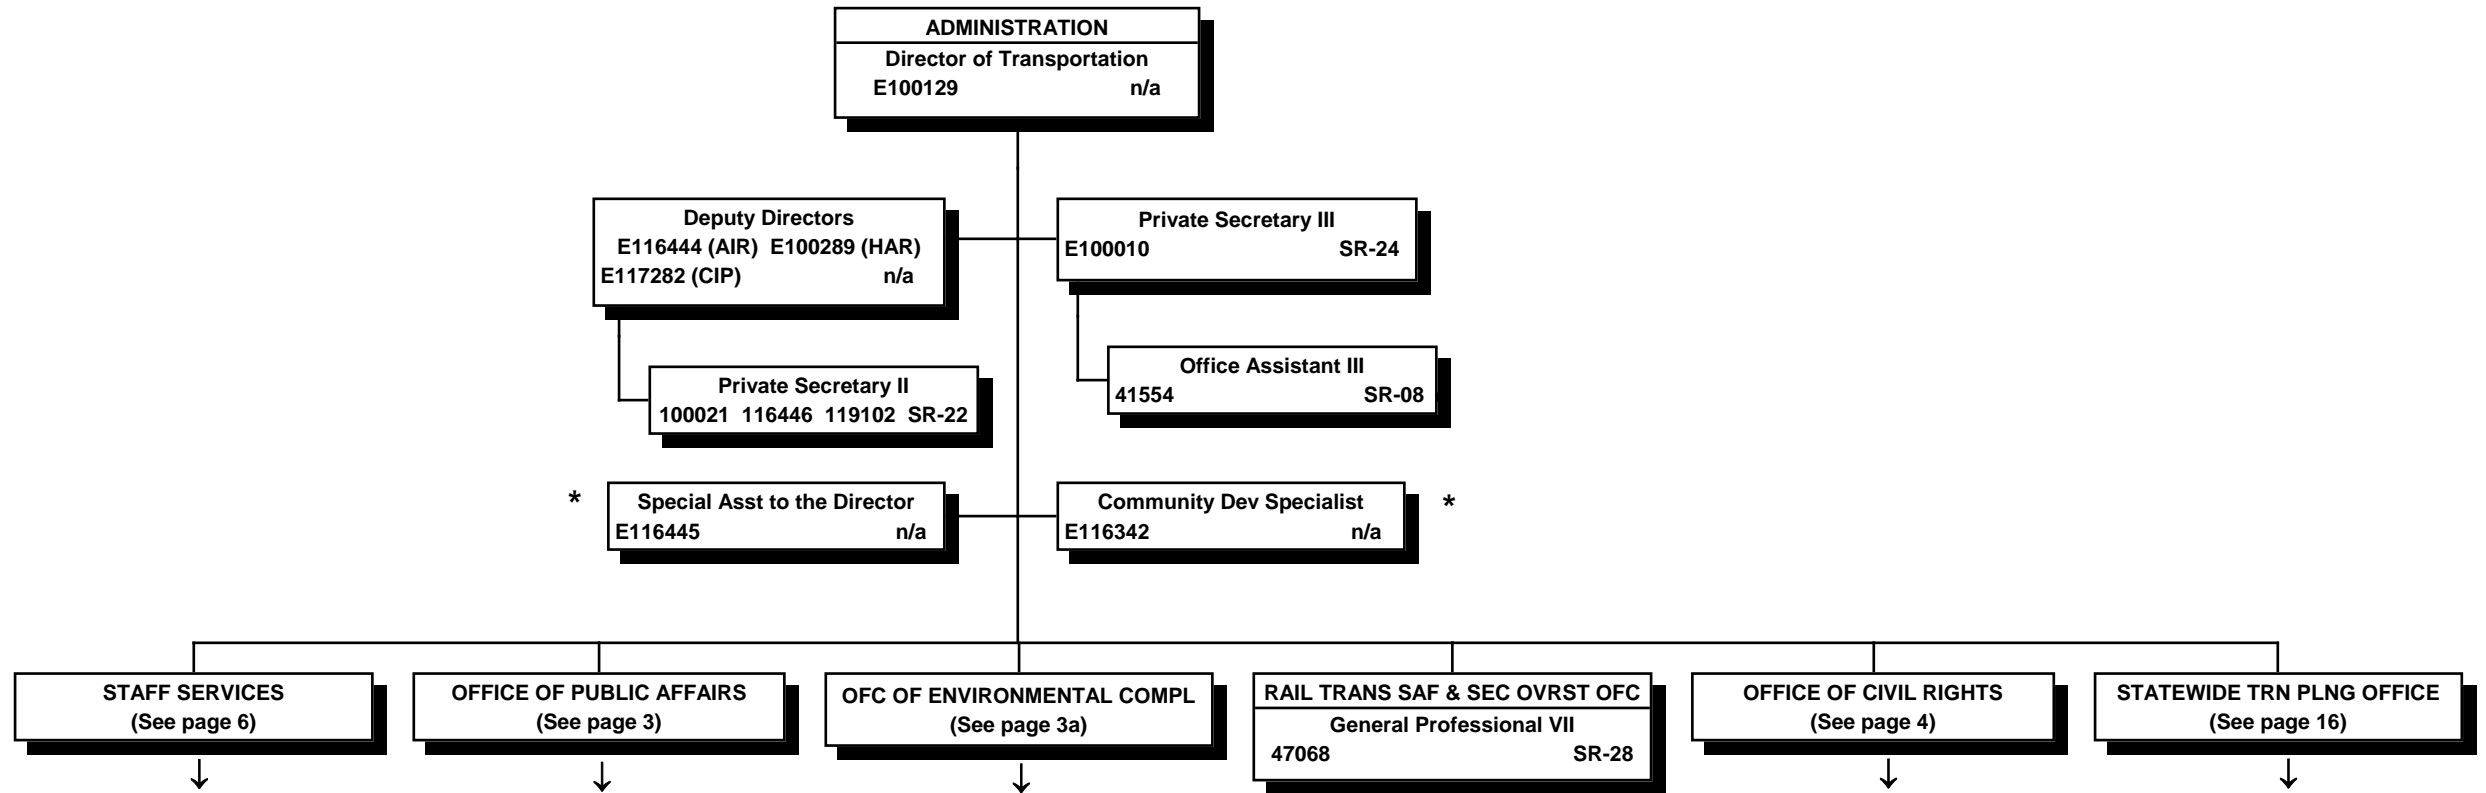 ADMINISTRATION
Director of Transportation
E100129 n/a
Deputy Directors
E116444 (AIR) E100289 (HAR)
E117282 (CIP) n/a
Private Secretary III
E100010 SR-24
Office Assistant III
41554 SR-08
Private Secretary II
100021 116446 119102 SR-22
*
Special Asst to the Director
E116445 n/a
Community Dev Specialist
E116342 n/a
*
STAFF SERVICES
(See page 6)
↓
OFFICE OF PUBLIC AFFAIRS
(See page 3)
↓
OFC OF ENVIRONMENTAL COMPL
(See page 3a)
↓
RAIL TRANS SAF & SEC OVRST OFC
General Professional VII
47068 SR-28
OFFICE OF CIVIL RIGHTS
(See page 4)
↓
STATEWIDE TRN PLNG OFFICE
(See page 16)
↓